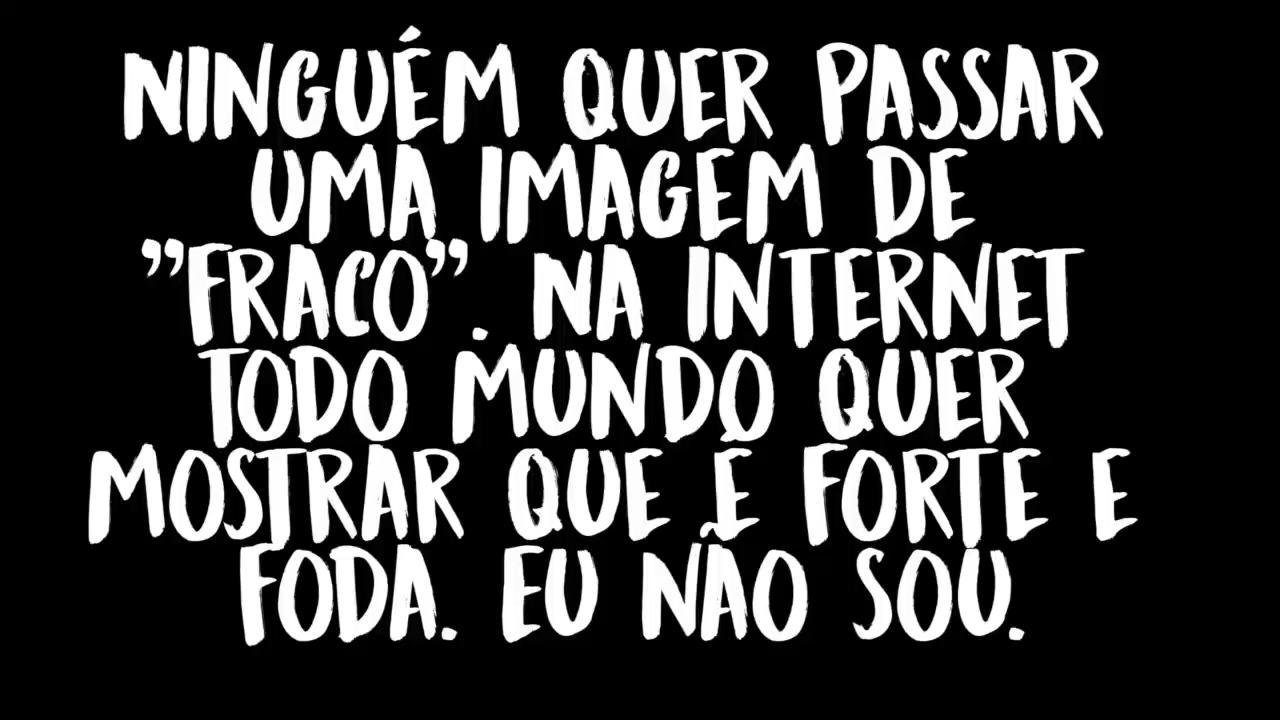 NINGUÉM QUER PASSAR
UMA IMAGEM DE
”FRACO” . NA INTERNET
TODO MUNDO QUER
MOSTRAR QUE É FORTE E
FODA. EU NÃO SOU.